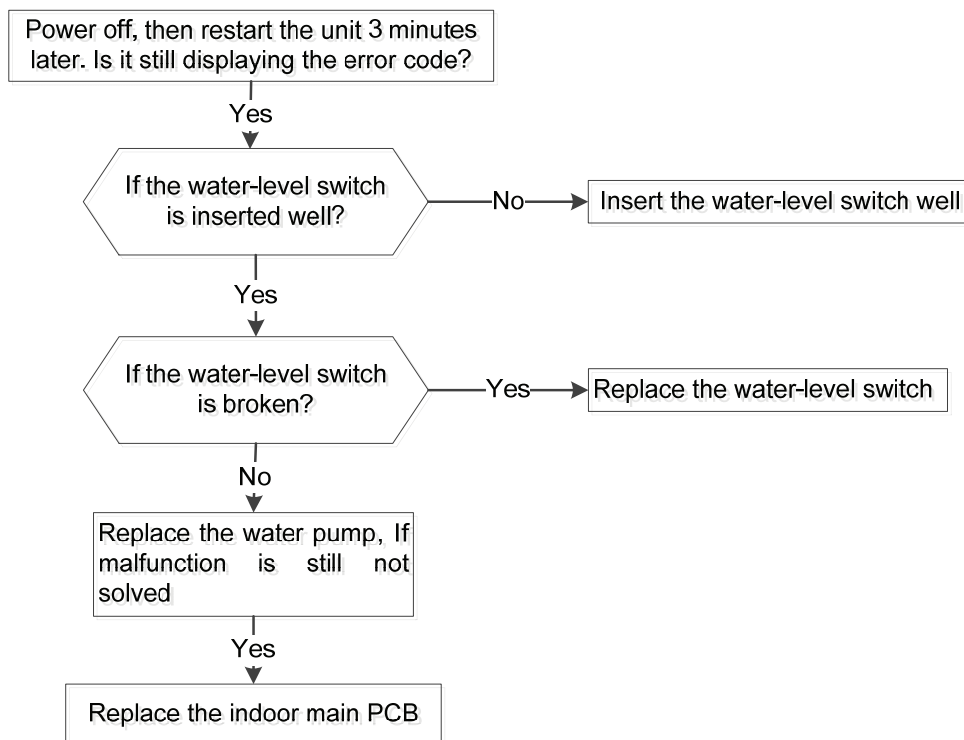 Power off, then restart the unit 3 minutes
later. Is it still displaying the error code?
Yes
If the water-level switch
is inserted well?
No
Insert the water-level switch well
Yes
If the water-level switch
is broken?
Yes
Replace the water-level switch
No
Replace the water pump, If
malfunction is still not
solved
Yes
Replace the indoor main PCB